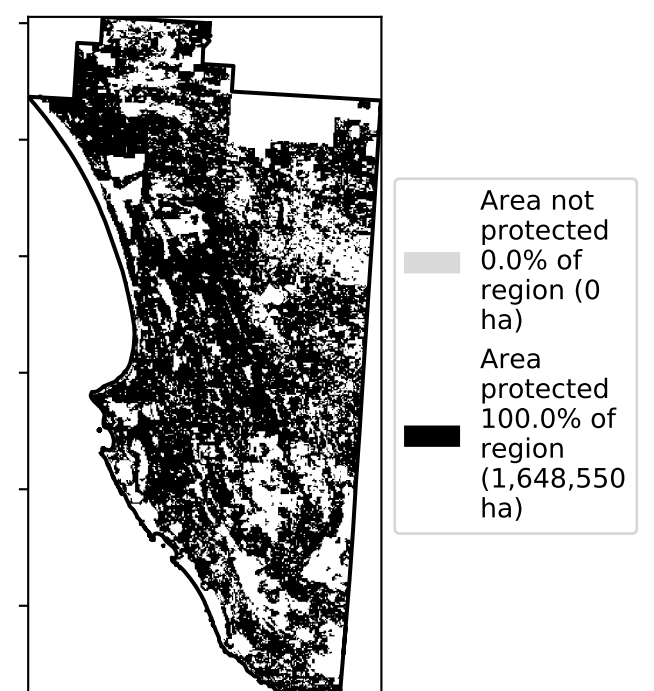 Area not
protected
0.0% of
region (0
ha)
Area
protected
100.0% of
region
(1,648,550
ha)